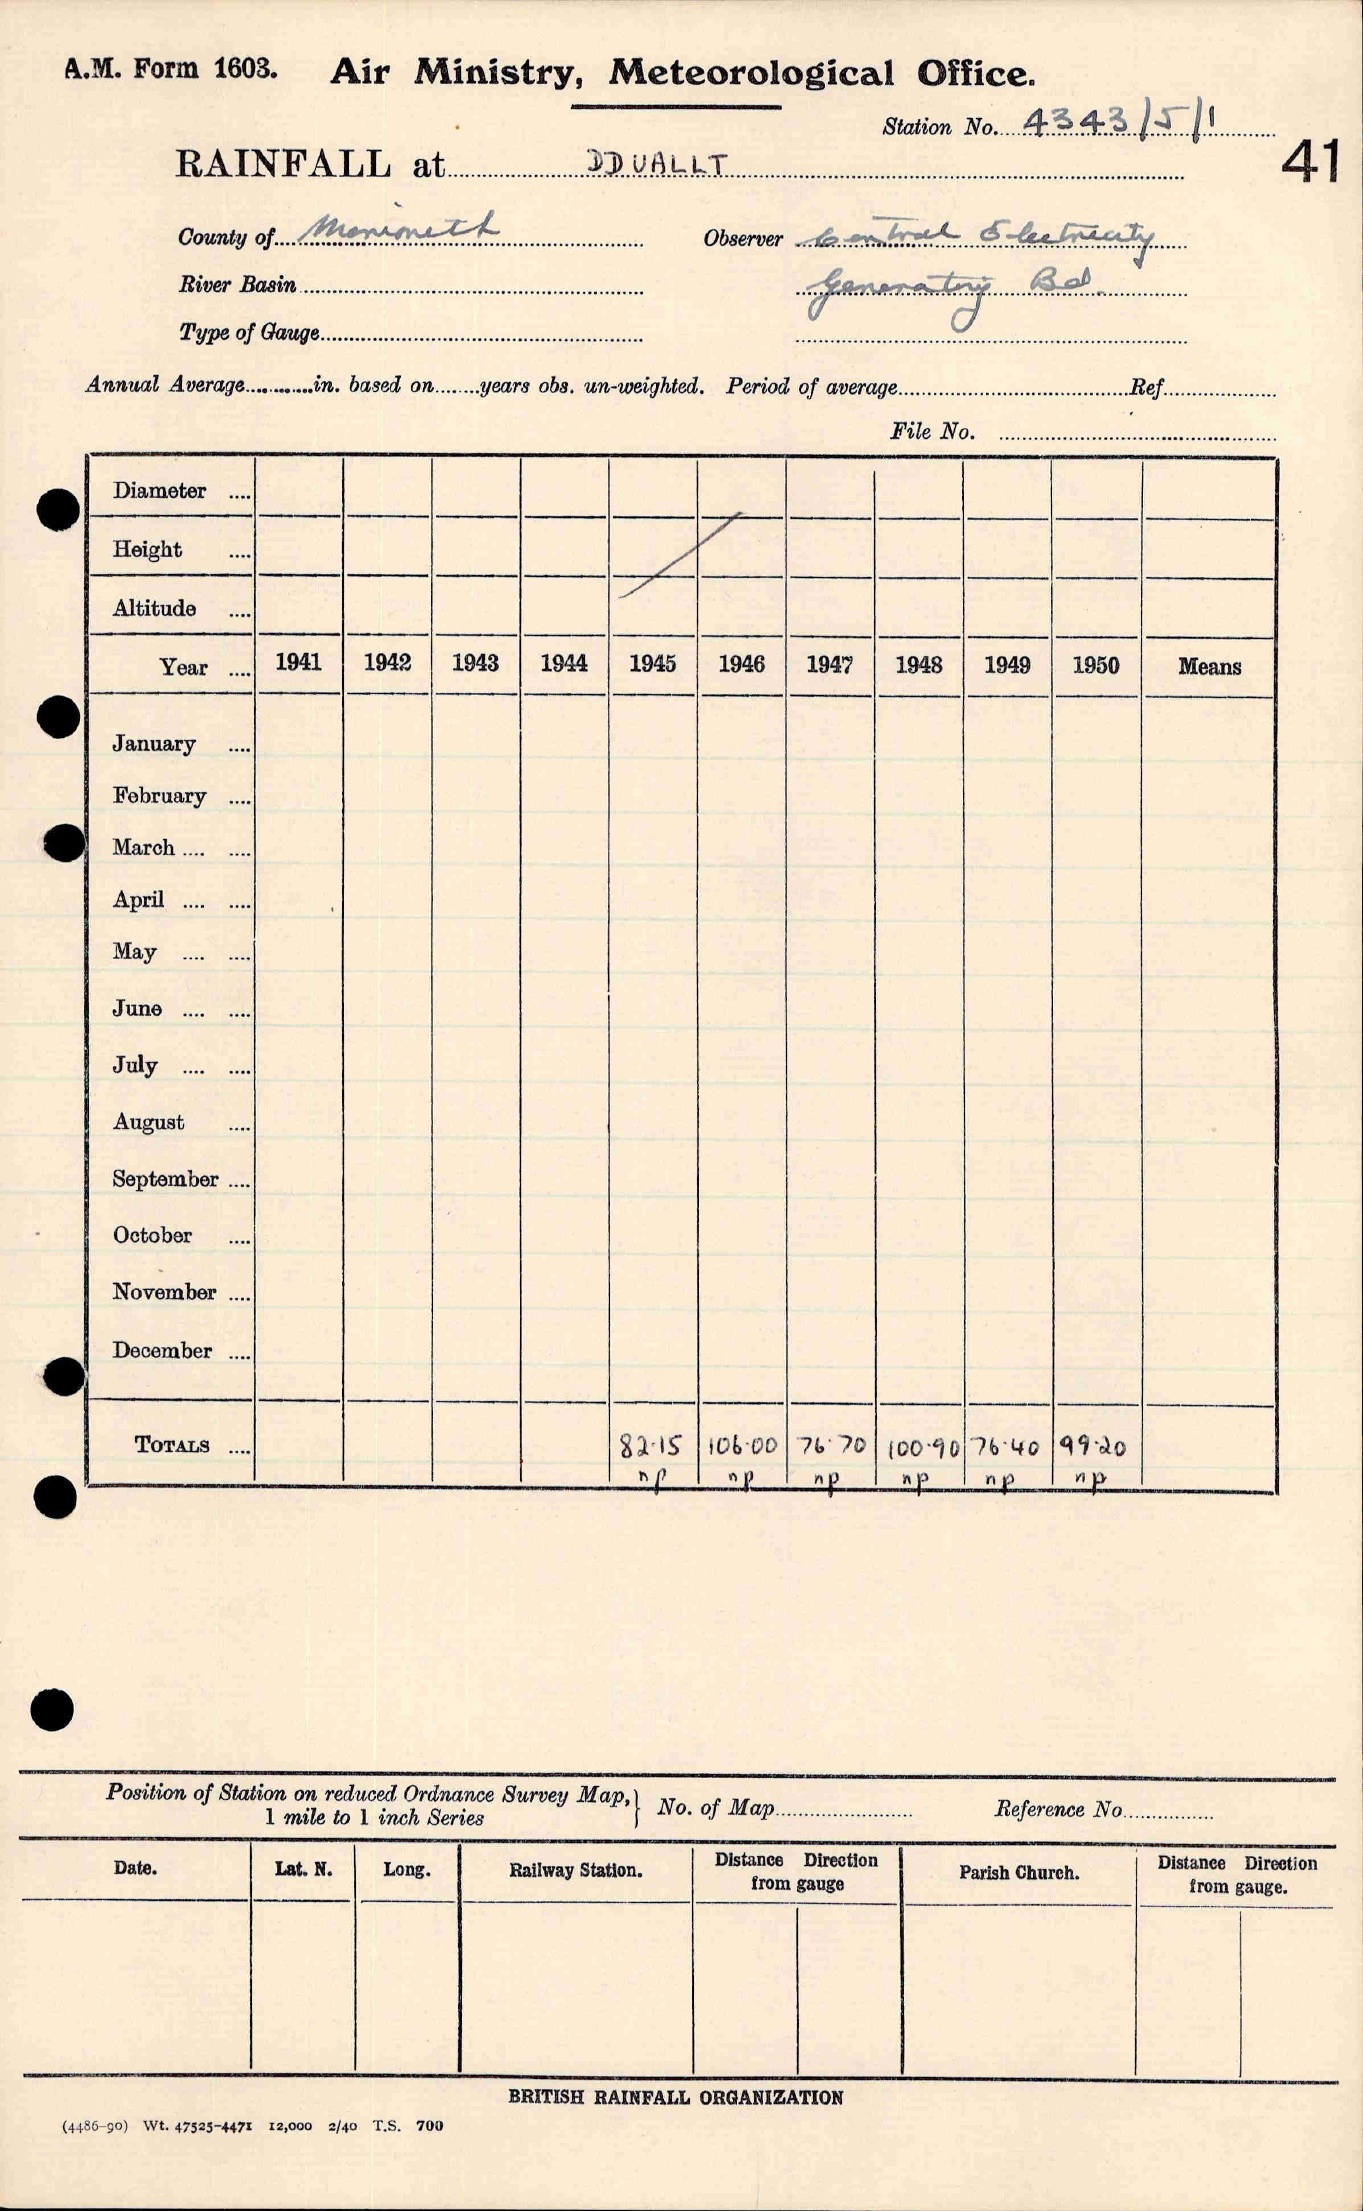 A.M. Form 1603. Air Ministry, Meteorological Office.
Station No. 4343/5/1
RAINFALL at DDUALLT
41
County of Merioneth Observer Central Electricity
River Basin Generating Bd.
Type of Gauge
Annual Average in. based on years obs. un-weighted. Period of average Ref.
File No.
Diameter
Height
Altitude
Year 1941 1942 1943 1944 1945 1946 1947 1948 1949 1950 Means
January
February
March
April
May
June
July
August
September
October
November
December
TOTALS 82.15 106.00 76.70 100.90 76.40 99.20
np np np np np np
Position of Station on reduced Ordnance Survey Map, No. of Map Reference No.
1 mile to 1 inch Series
Date. Lat. N. Long. Railway Station. Distance Direction Parish Church. Distance Direction
from gauge from gauge.
BRITISH RAINFALL ORGANIZATION
(4486-90) Wt. 47525-4471 12,000 2/40 T.S. 700